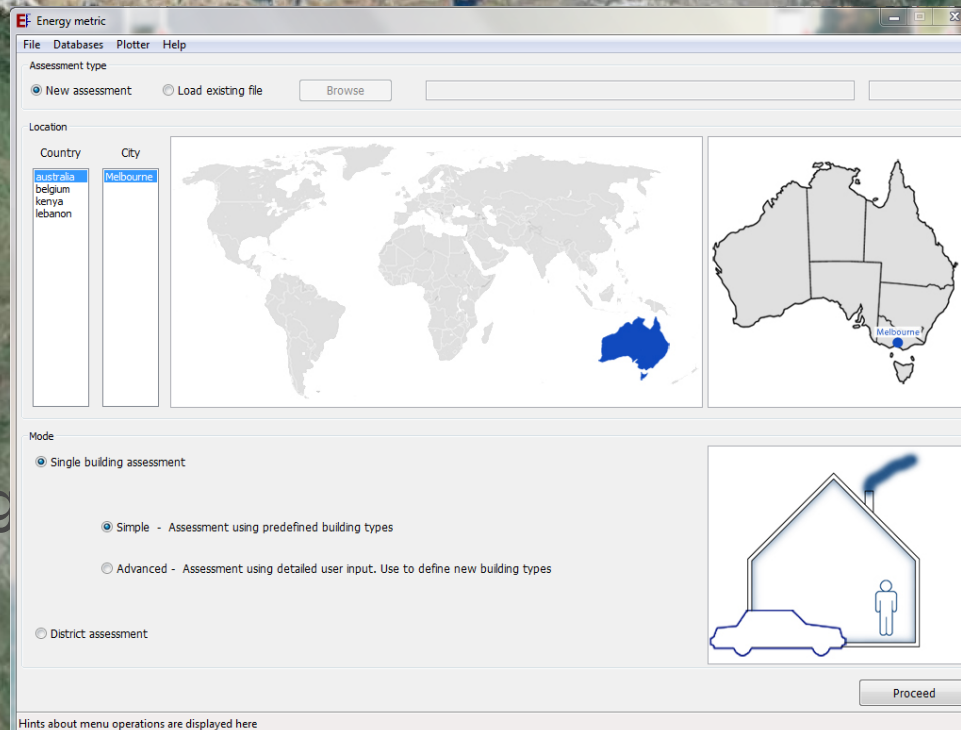 EF Energy metric
File Databases Plotter Help
Assessment type
New assessment Load existing file Browse
Location
Country City
australia Melbourne
belgium
kenya
lebanon
Melbourne
Mode
Single building assessment
Simple - Assessment using predefined building types
Advanced - Assessment using detailed user input. Use to define new building types
District assessment
Proceed
Hints about menu operations are displayed here